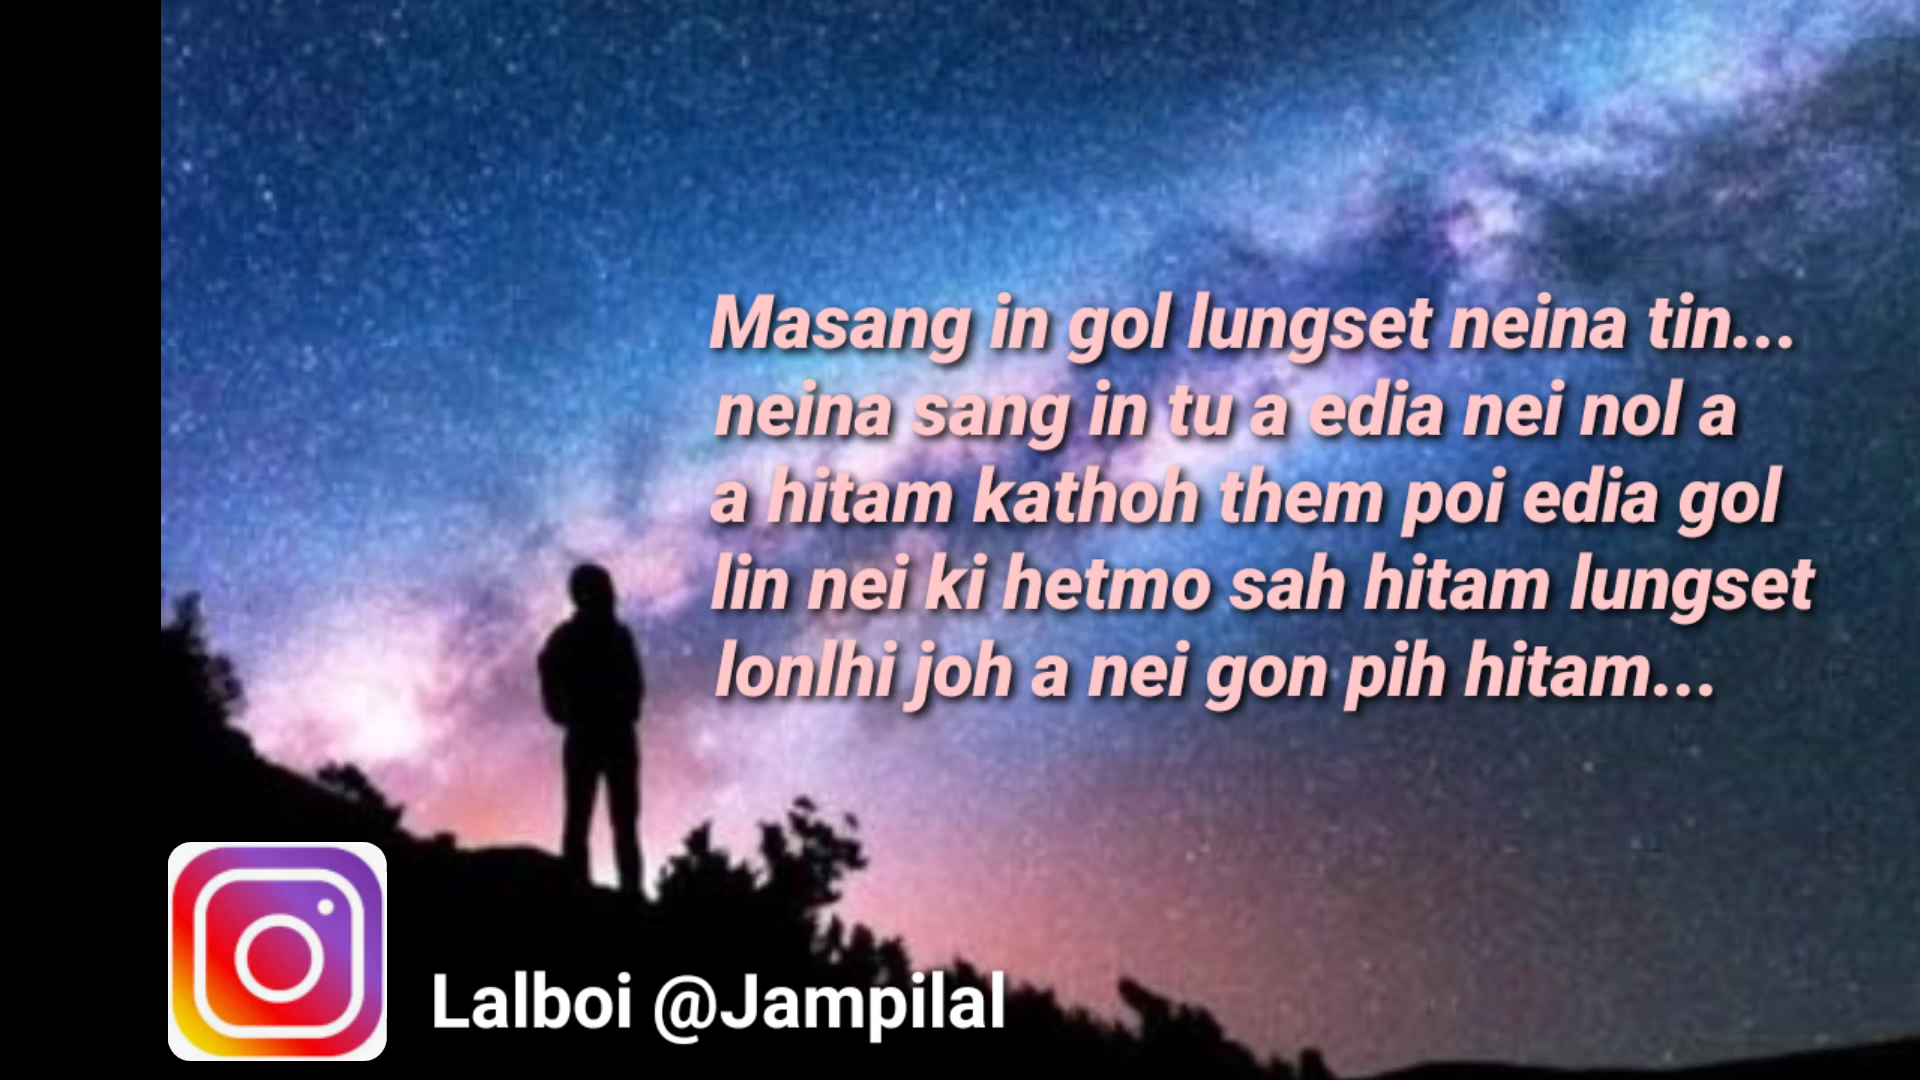 Masang in gol lungset neina tin...
neina sang in tu a edia nei nol a
a hitam kathoh them poi edia gol
lin nei ki hetmo sah hitam lungset
lonlhi joh a nei gon pih hitam...
Lalboi @Jampilal